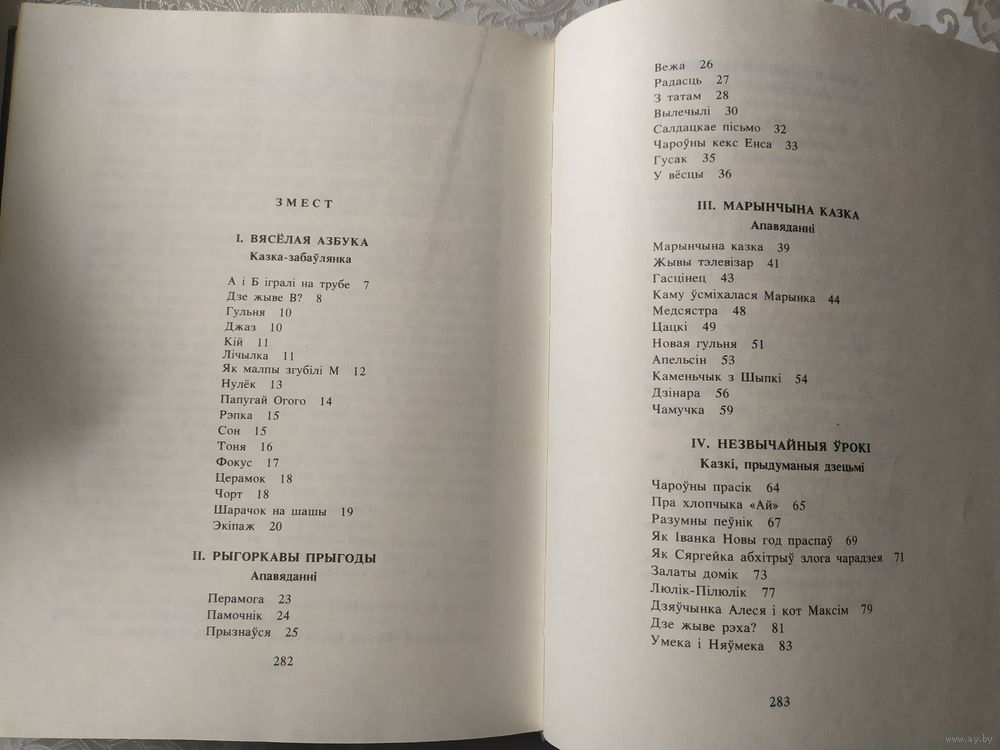 ЗМЕСТ
I. ВЯСЁЛАЯ АЗБУКА
Казка-забаўлянка
А і Б ігралі на трубе 7
Дзе жыве В? 8
Гульня 10
Джаз 10
Кій 11
Лічылка 11
Як малпы згубілі М 12
Нулёк 13
Папугай Огого 14
Рэпка 15
Сон 15
Тоня 16
Фокус 17
Церамок 18
Чорт 18
Шарачок на шашы 19
Экіпаж 20
II. РЫГОРКАВЫ ПРЫГОДЫ
Апавяданні
Перамога 23
Памочнік 24
Прызнаўся 25
282
Вежа 26
Радасць 27
З татам 28
Вылечылі 30
Салдацкае пісьмо 32
Чароўны кекс Енса 33
Гусак 35
У вёсцы 36
III. МАРЫНЧЫНА КАЗКА
Апавяданні
Марынчына казка 39
Жывы тэлевізар 41
Гасцінец 43
Каму ўсміхалася Марынка 44
Медсястра 48
Цацкі 49
Новая гульня 51
Апельсін 53
Каменьчык з Шыпкі 54
Дзінара 56
Чамучка 59
IV. НЕЗВЫЧАЙНЫЯ ЎРОКІ
Казкі, прыдуманыя дзецьмі
Чароўны прасік 64
Пра хлопчыка «Ай» 65
Разумны пеўнік 67
Як Іванка Новы год праспаў 69
Як Сяргейка абхітрыў злога чарадзея 71
Залаты домік 73
Люлік-Пілюлік 77
Дзяўчынка Алеся і кот Максім 79
Дзе жыве рэха? 81
Умека і Няўмека 83
283
www.ay.by